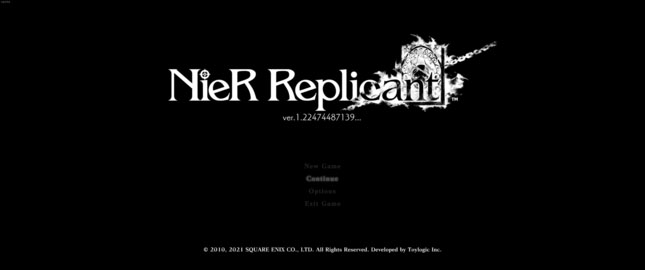 NieR Replicant™
ver.1.22474487139...
New Game
Continue
Options
Exit Game
© 2010, 2021 SQUARE ENIX CO., LTD. All Rights Reserved. Developed by Toylogic Inc.